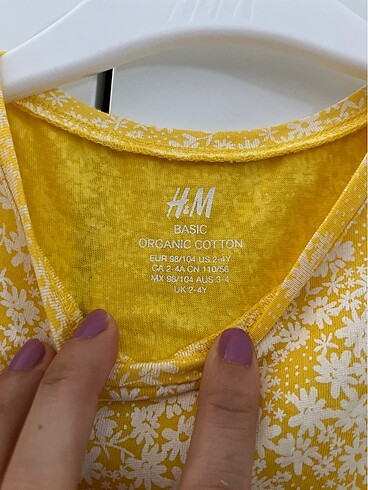 H&M
BASIC
ORGANIC COTTON
EUR 98/104 US 2-4Y
CA 2-4A CN 110/56
MX 98/104 AUS 3-4
UK 2-4Y